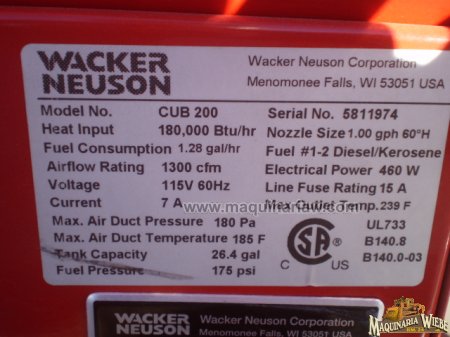 WACKER
NEUSON
Wacker Neuson Corporation
Menomonee Falls, WI 53051 USA
Model No. CUB 200 Serial No. 5811974
Heat Input 180,000 Btu/hr Nozzle Size 1.00 gph 60°H
Fuel Consumption 1.28 gal/hr Fuel #1-2 Diesel/Kerosene
Airflow Rating 1300 cfm Electrical Power 460 W
Voltage 115V 60Hz Line Fuse Rating 15 A
Current 7 A Max Outlet Temp. 239 F
www.maquinariaw.com
Max. Air Duct Pressure 180 Pa UL733
Max. Air Duct Temperature 185 F B140.8
Tank Capacity 26.4 gal B140.0-03
Fuel Pressure 175 psi
CSA
C US
WACKER
NEUSON
Wacker Neuson Corporation
Menomonee Falls, WI 53051 USA
MAQUINARIA WIEBE